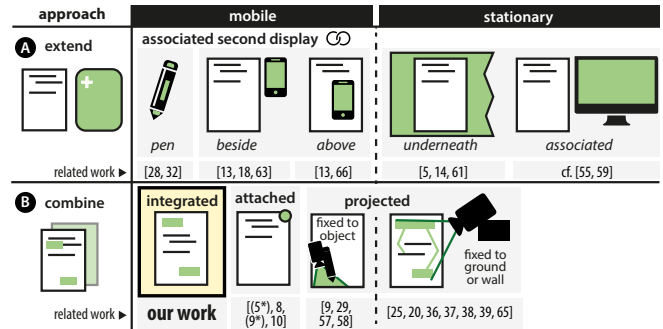 approach mobile stationary
A extend associated second display
pen beside above underneath associated
related work ▶ [28, 32] [13, 18, 63] [13, 66] [5, 14, 61] cf. [55, 59]
B combine integrated attached projected
fixed to
object
fixed to
ground
or wall
related work ▶ our work [(5*), 8,
(9*), 10] [9, 29,
57, 58] [25, 20, 36, 37, 38, 39, 65]